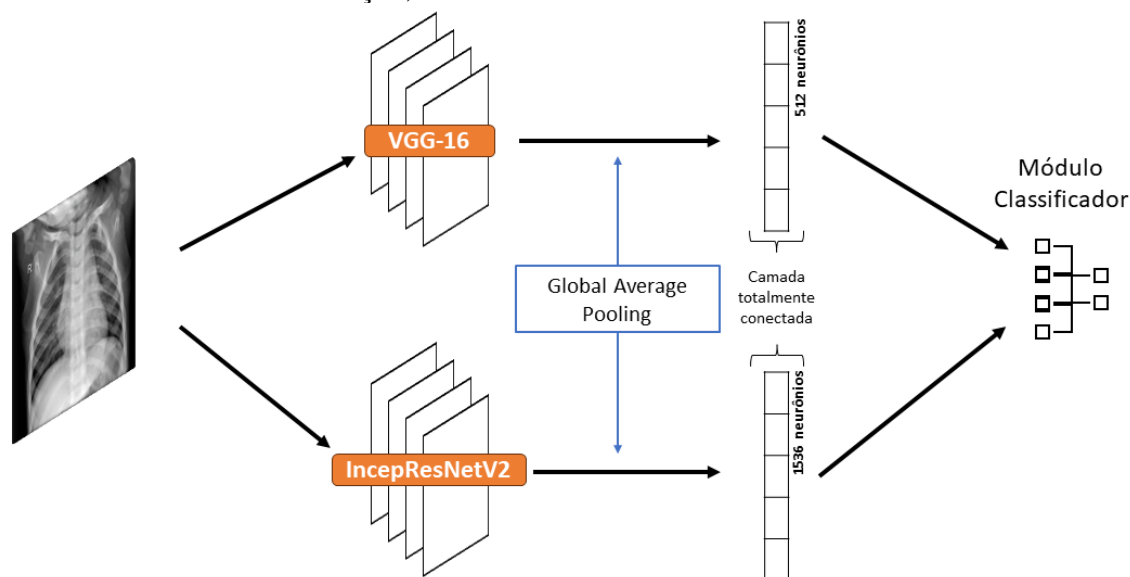 VGG-16
512 neurônios
Módulo
Classificador
R
Global Average
Pooling
Camada
totalmente
conectada
IncepResNetV2
1536 neurônios